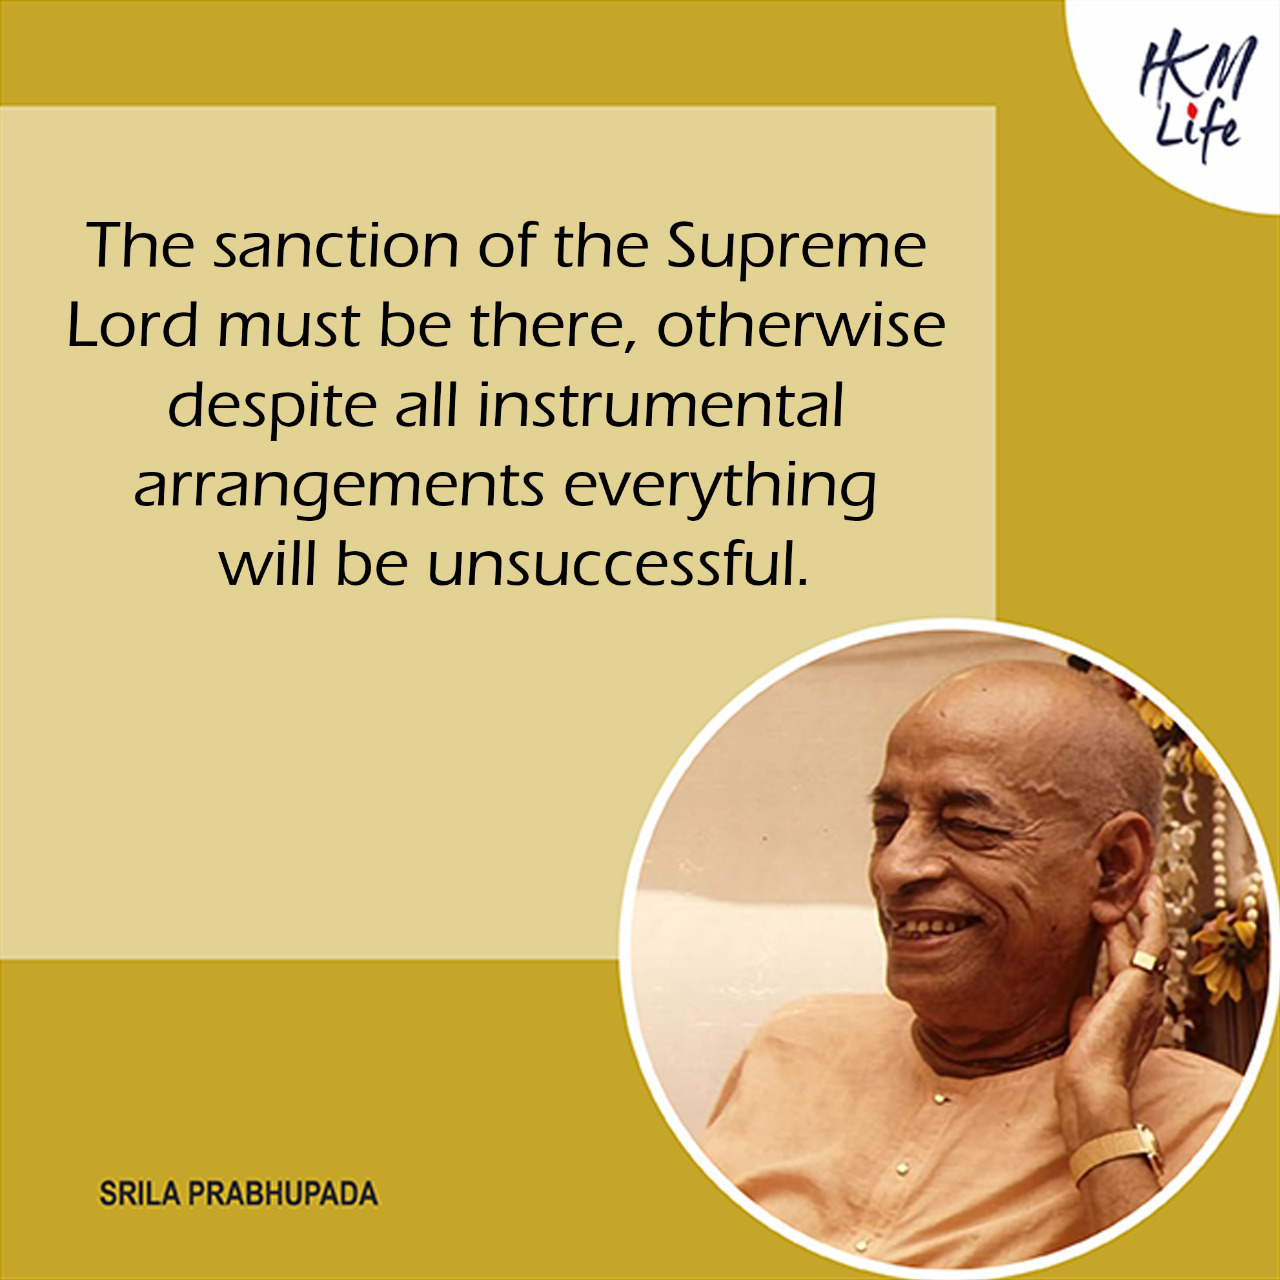 HKM
Life
The sanction of the Supreme
Lord must be there, otherwise
despite all instrumental
arrangements everything
will be unsuccessful.
SRILA PRABHUPADA